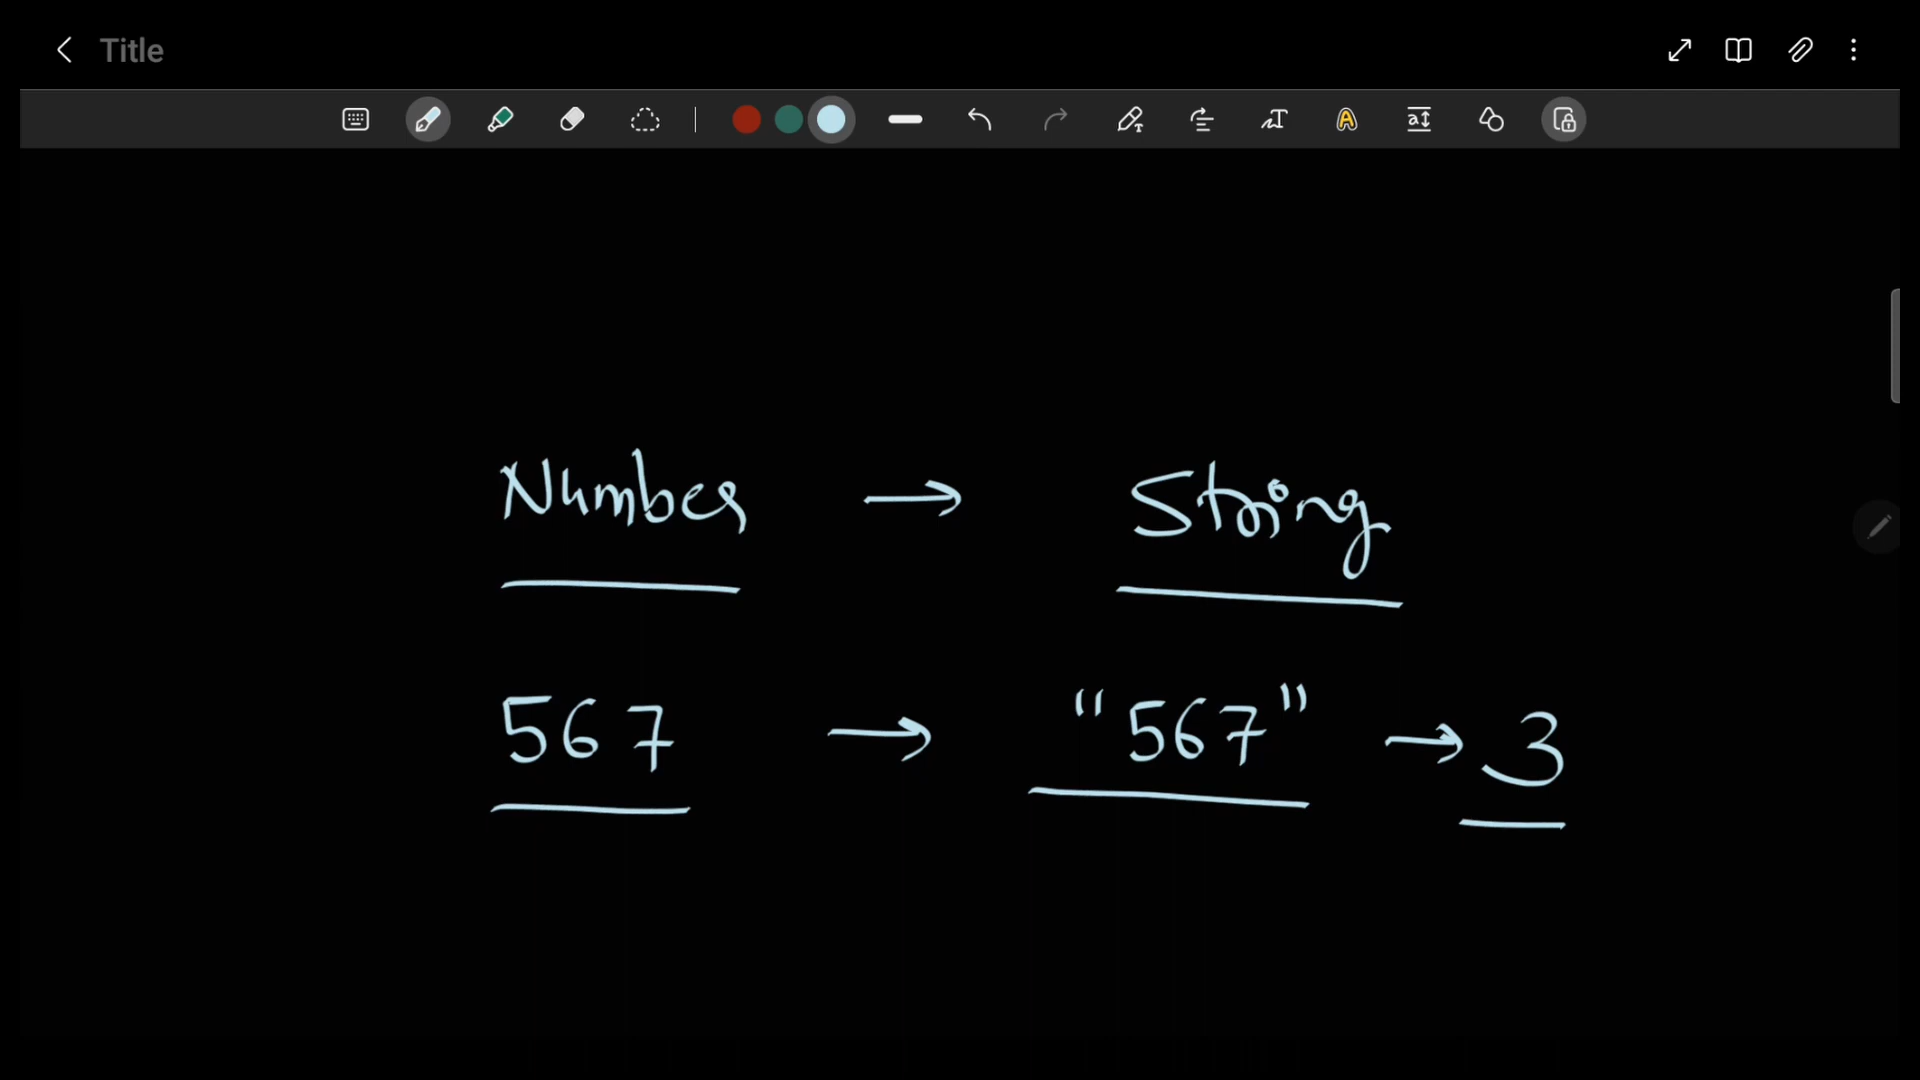 Title
Number → String
567 → "567" → 3